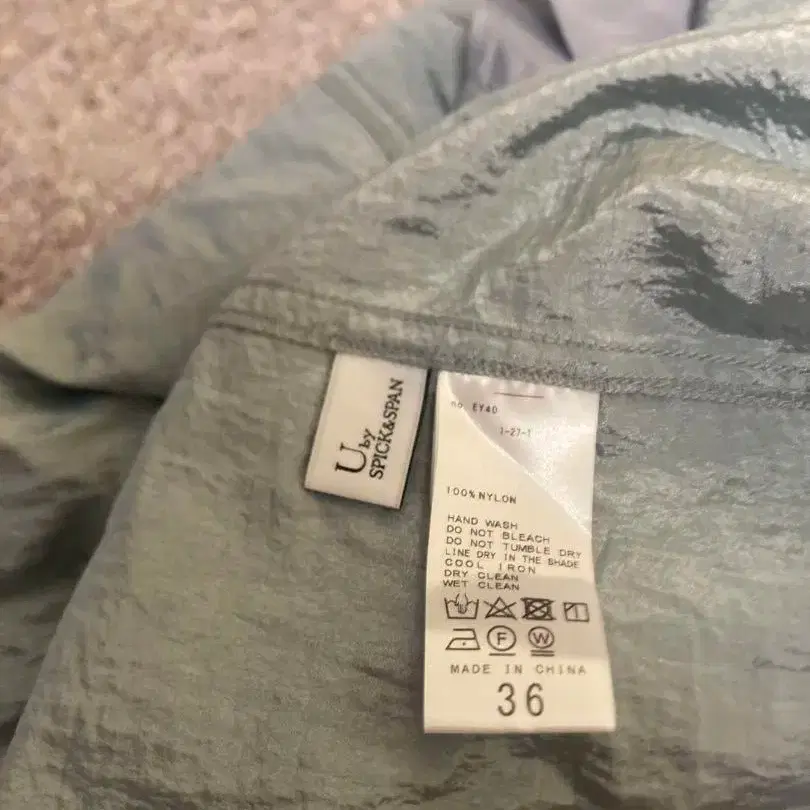 U by
SPICK&SPAN
no. EY40
1-27-1
100% NYLON
HAND WASH
DO NOT BLEACH
DO NOT TUMBLE DRY
LINE DRY IN THE SHADE
COOL IRON
DRY CLEAN
WET CLEAN
F W
MADE IN CHINA
36